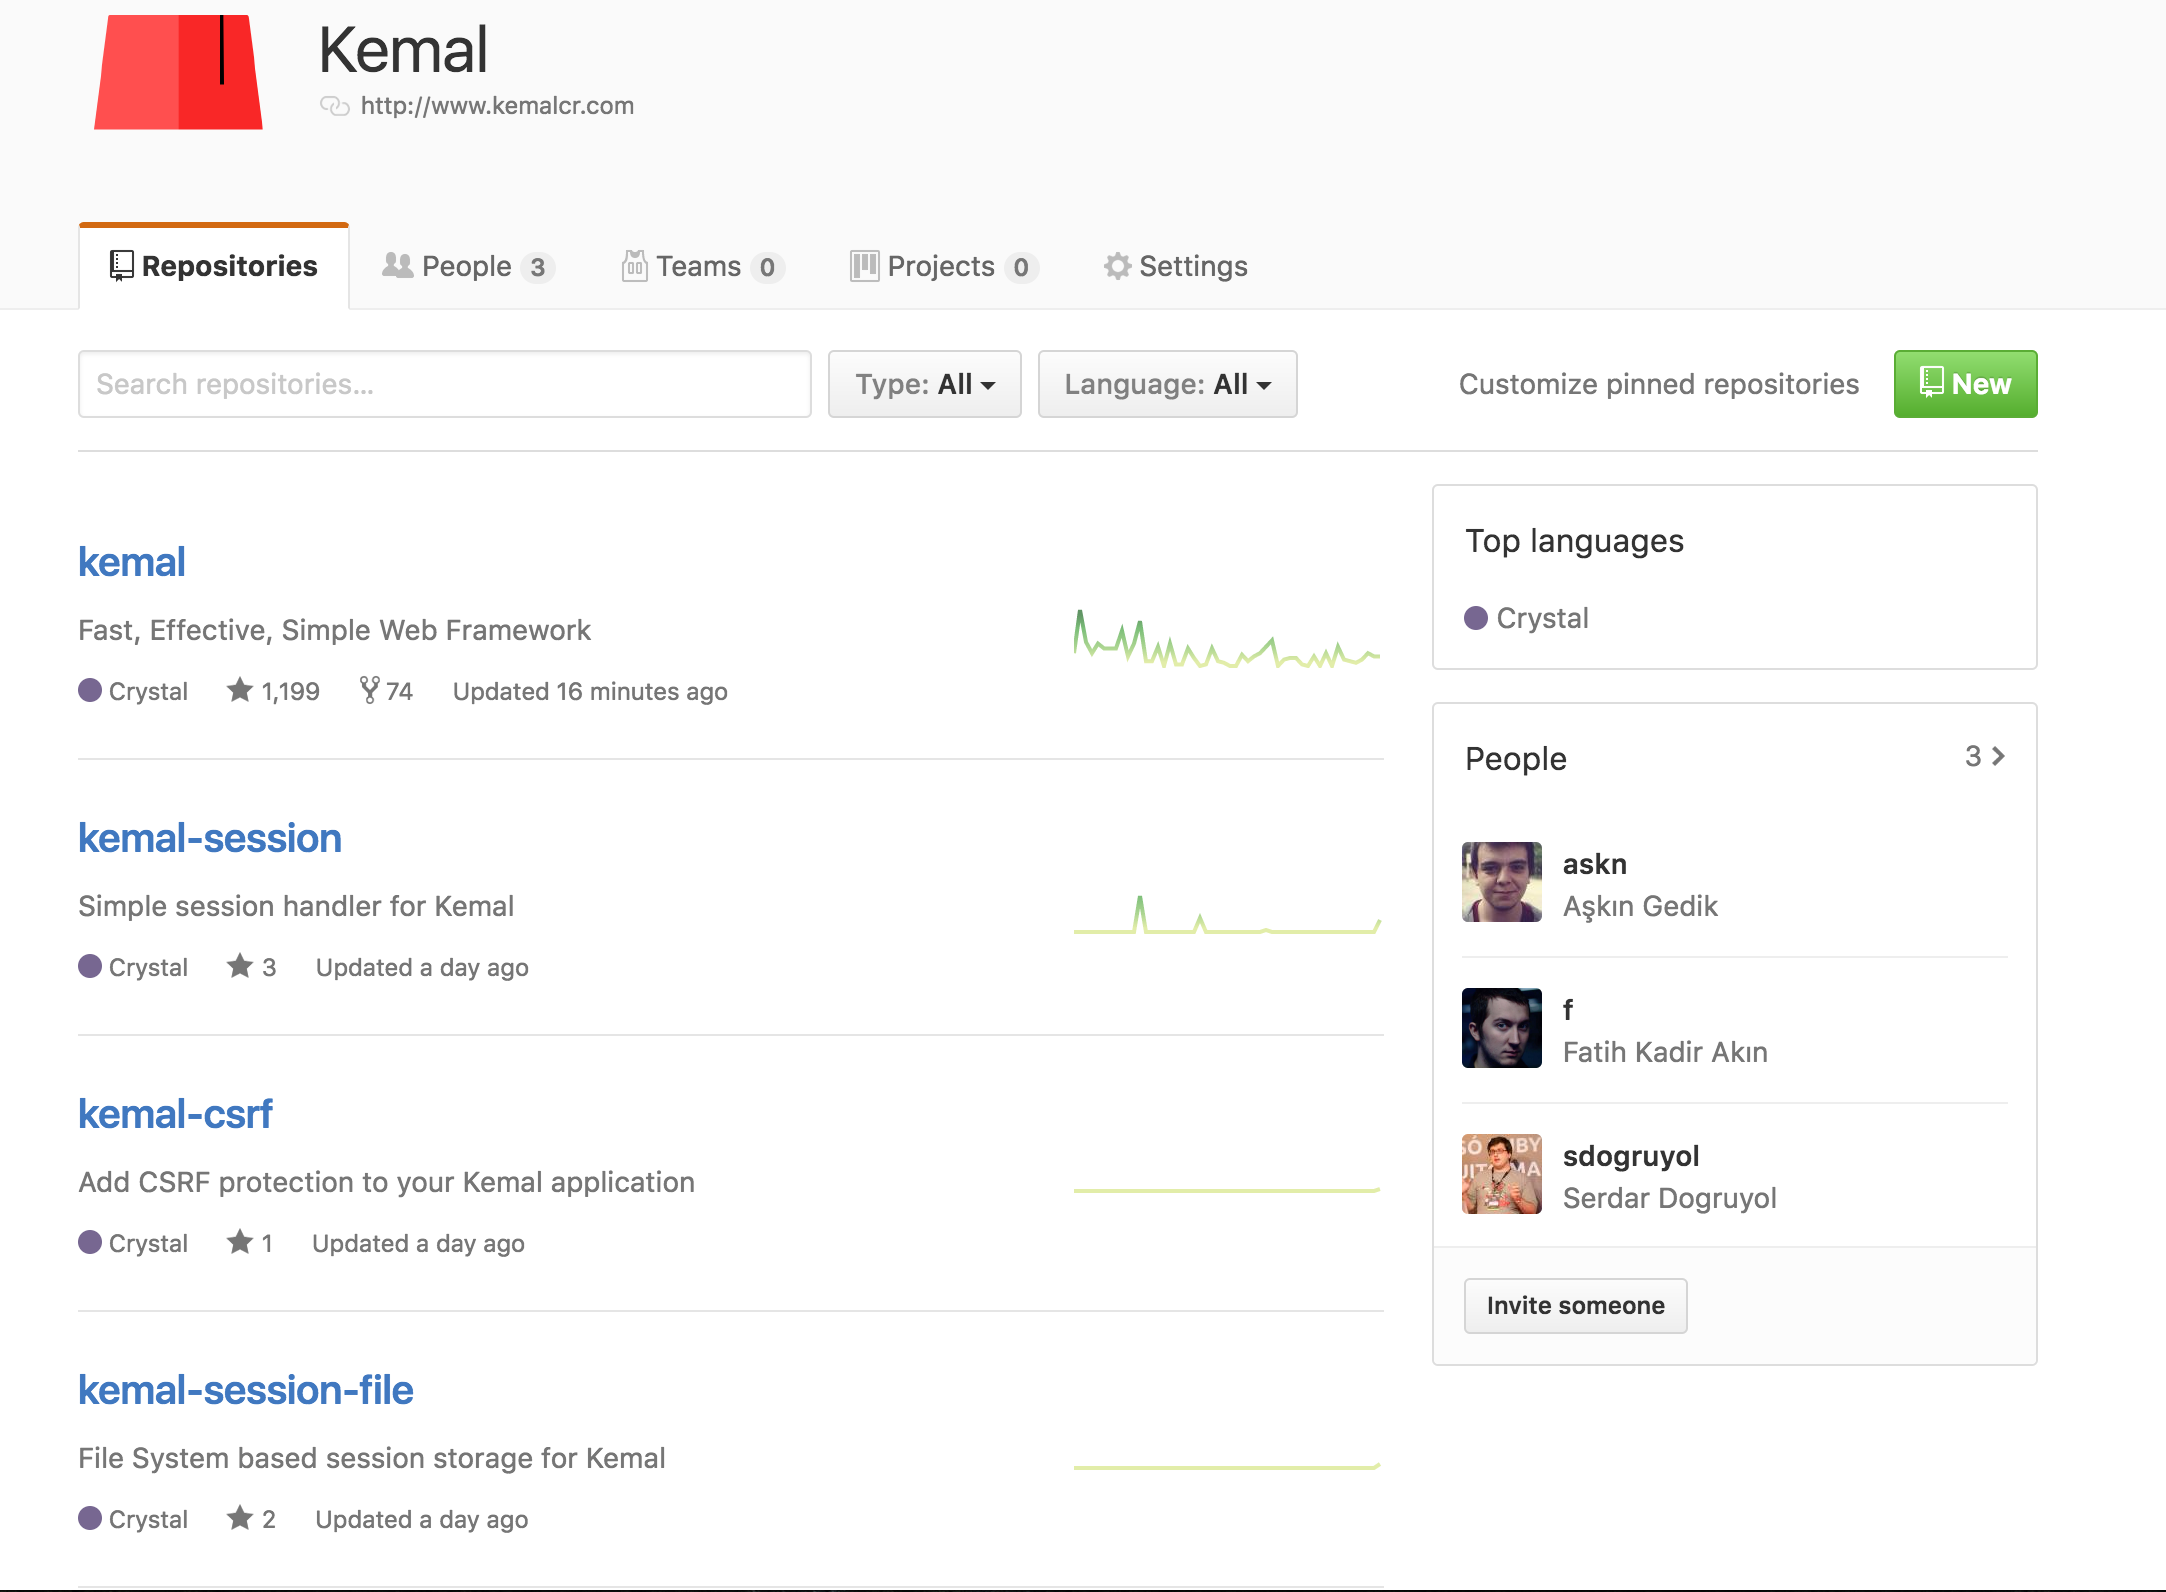 Kemal
http://www.kemalcr.com
Repositories People 3 Teams 0 Projects 0 Settings
Search repositories... Type: All Language: All Customize pinned repositories New
kemal
Fast, Effective, Simple Web Framework
Crystal 1,199 74 Updated 16 minutes ago
kemal-session
Simple session handler for Kemal
Crystal 3 Updated a day ago
kemal-csrf
Add CSRF protection to your Kemal application
Crystal 1 Updated a day ago
kemal-session-file
File System based session storage for Kemal
Crystal 2 Updated a day ago
Top languages
Crystal
People 3
askn
Aşkın Gedik
f
Fatih Kadir Akın
sdogruyol
Serdar Dogruyol
Invite someone